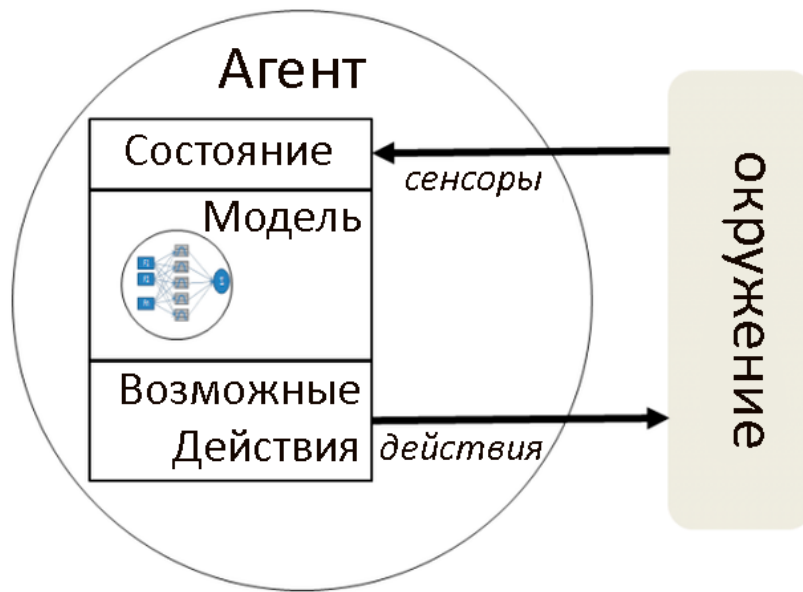 Агент
Состояние
сенсоры
Модель
Возможные
Действия
действия
окружение